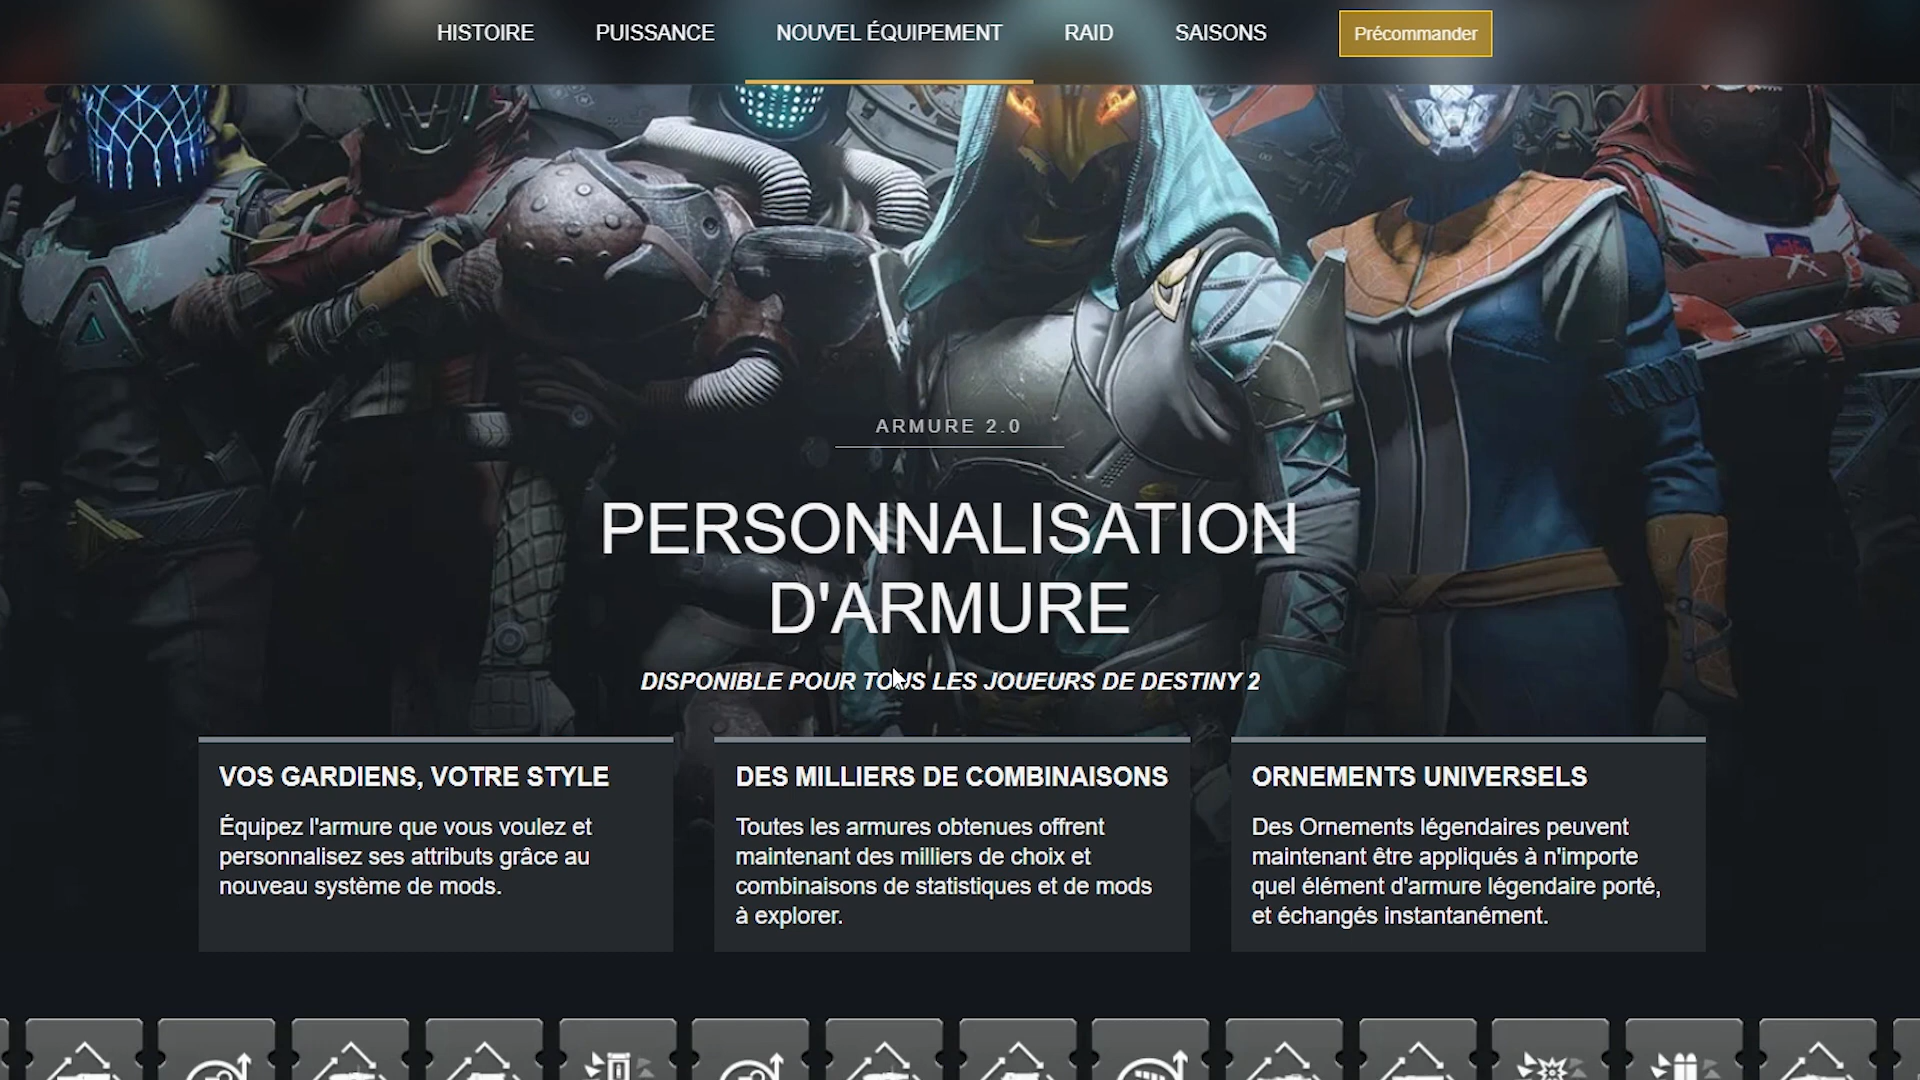 HISTOIRE PUISSANCE NOUVEL ÉQUIPEMENT RAID SAISONS Précommander
ARMURE 2.0
PERSONNALISATION
D'ARMURE
DISPONIBLE POUR TOUS LES JOUEURS DE DESTINY 2
VOS GARDIENS, VOTRE STYLE
Équipez l'armure que vous voulez et
personnalisez ses attributs grâce au
nouveau système de mods.
DES MILLIERS DE COMBINAISONS
Toutes les armures obtenues offrent
maintenant des milliers de choix et
combinaisons de statistiques et de mods
à explorer.
ORNEMENTS UNIVERSELS
Des Ornements légendaires peuvent
maintenant être appliqués à n'importe
quel élément d'armure légendaire porté,
et échangés instantanément.